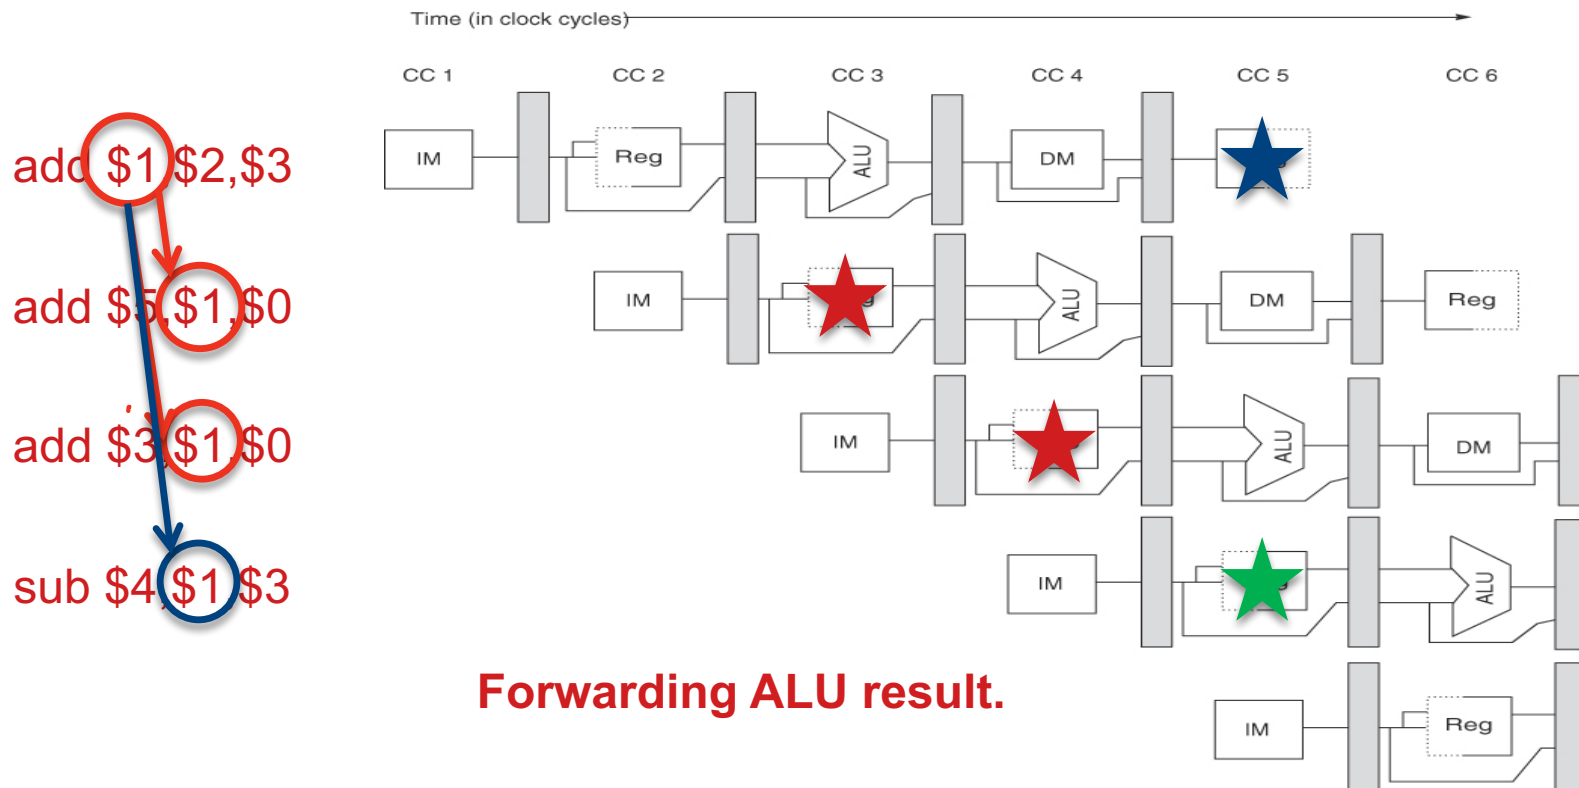 Time (in clock cycles)
CC 1 CC 2 CC 3 CC 4 CC 5 CC 6
add $1,$2,$3
IM Reg ALU DM
add $5,$1,$0
IM ALU DM Reg
add $3,$1,$0
IM ALU DM
sub $4,$1,$3
IM ALU
Forwarding ALU result.
IM Reg